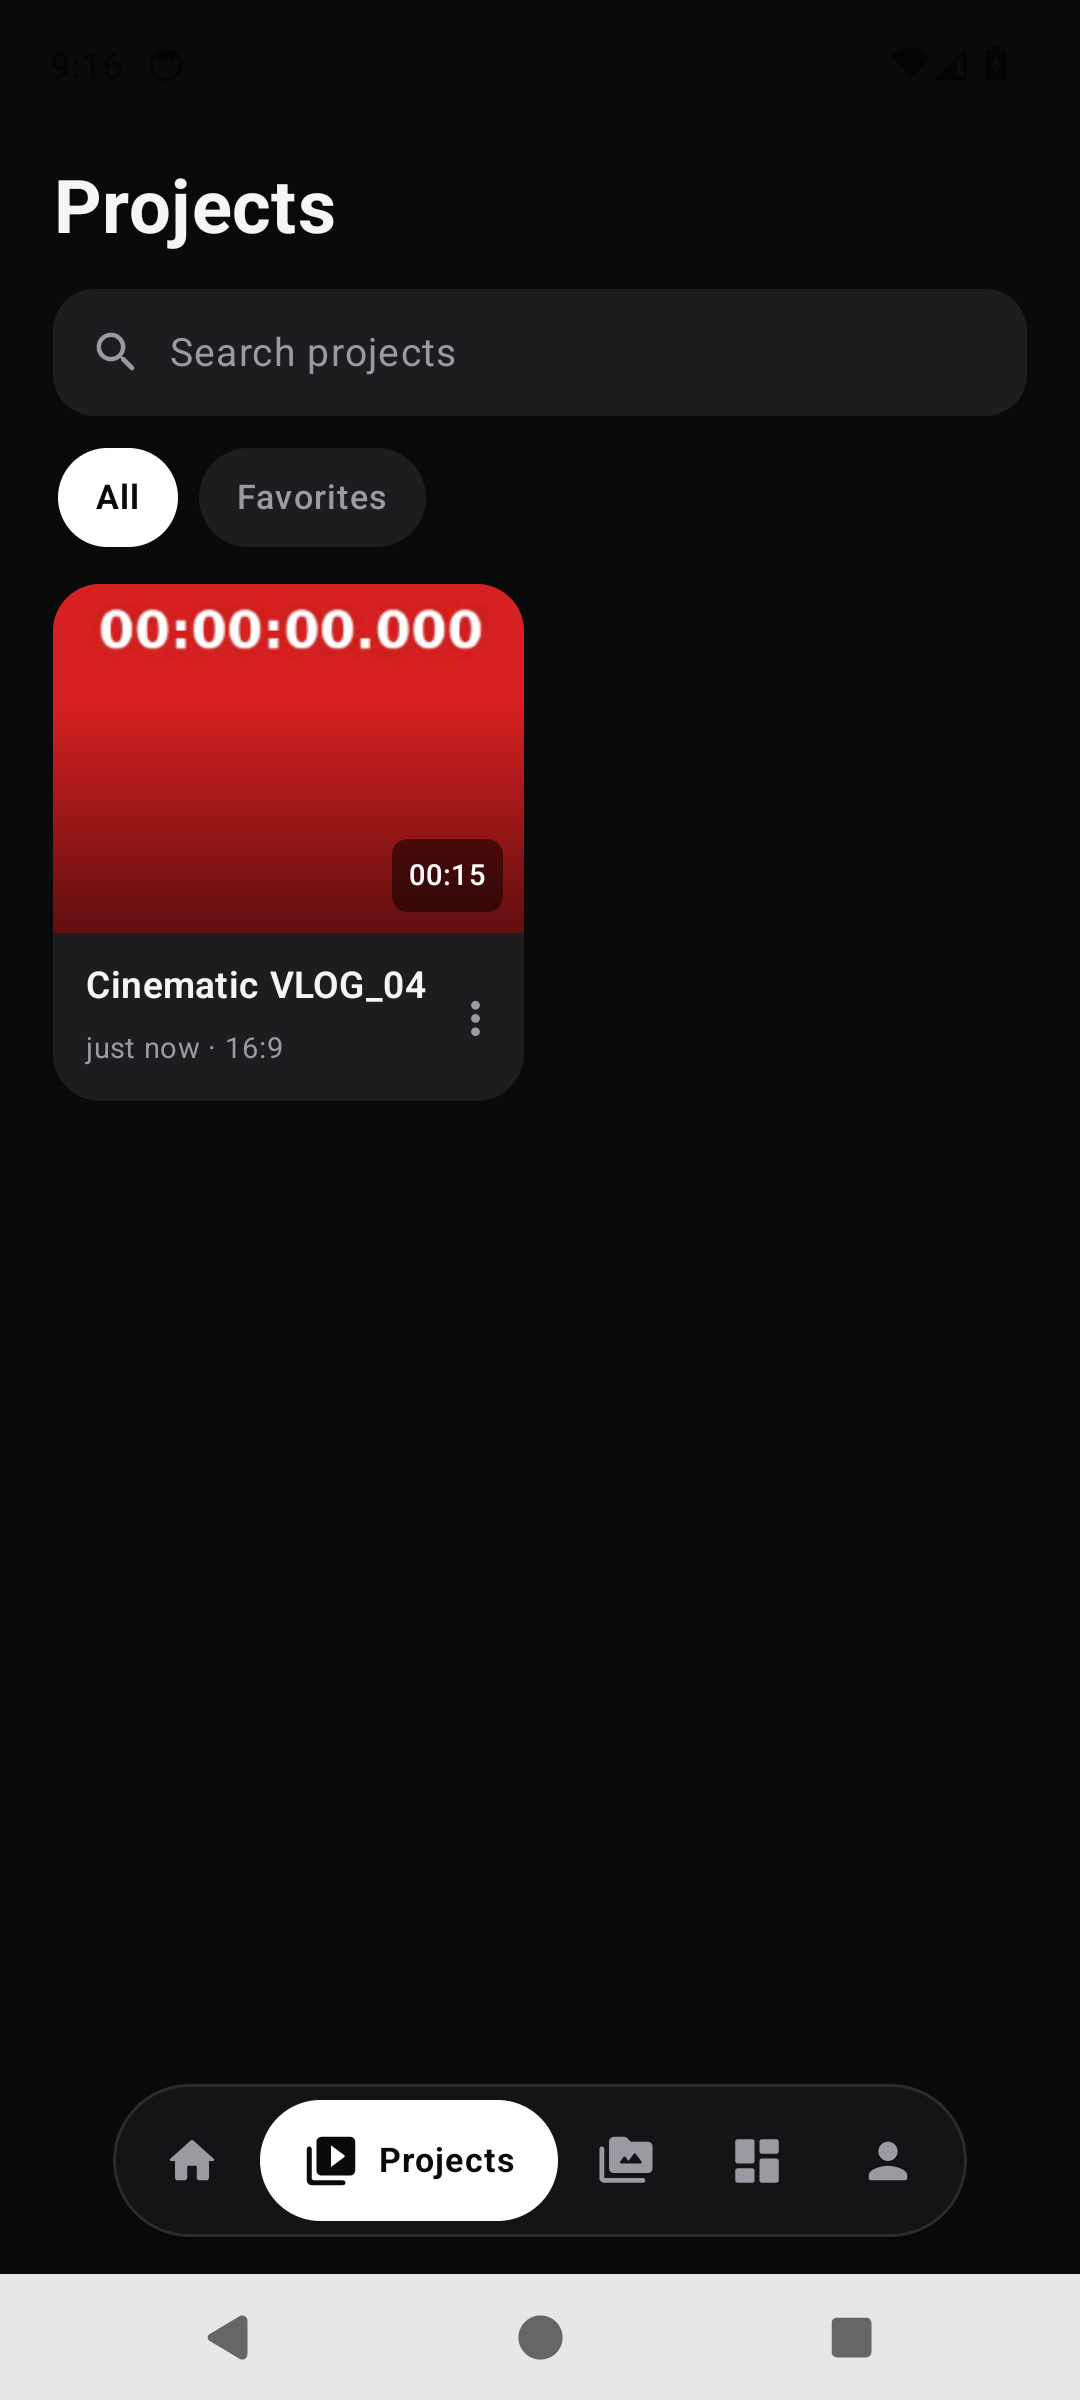 9:16
Projects
Search projects
All
Favorites
00:00:00.000
00:15
Cinematic VLOG_04
just now · 16:9
Projects